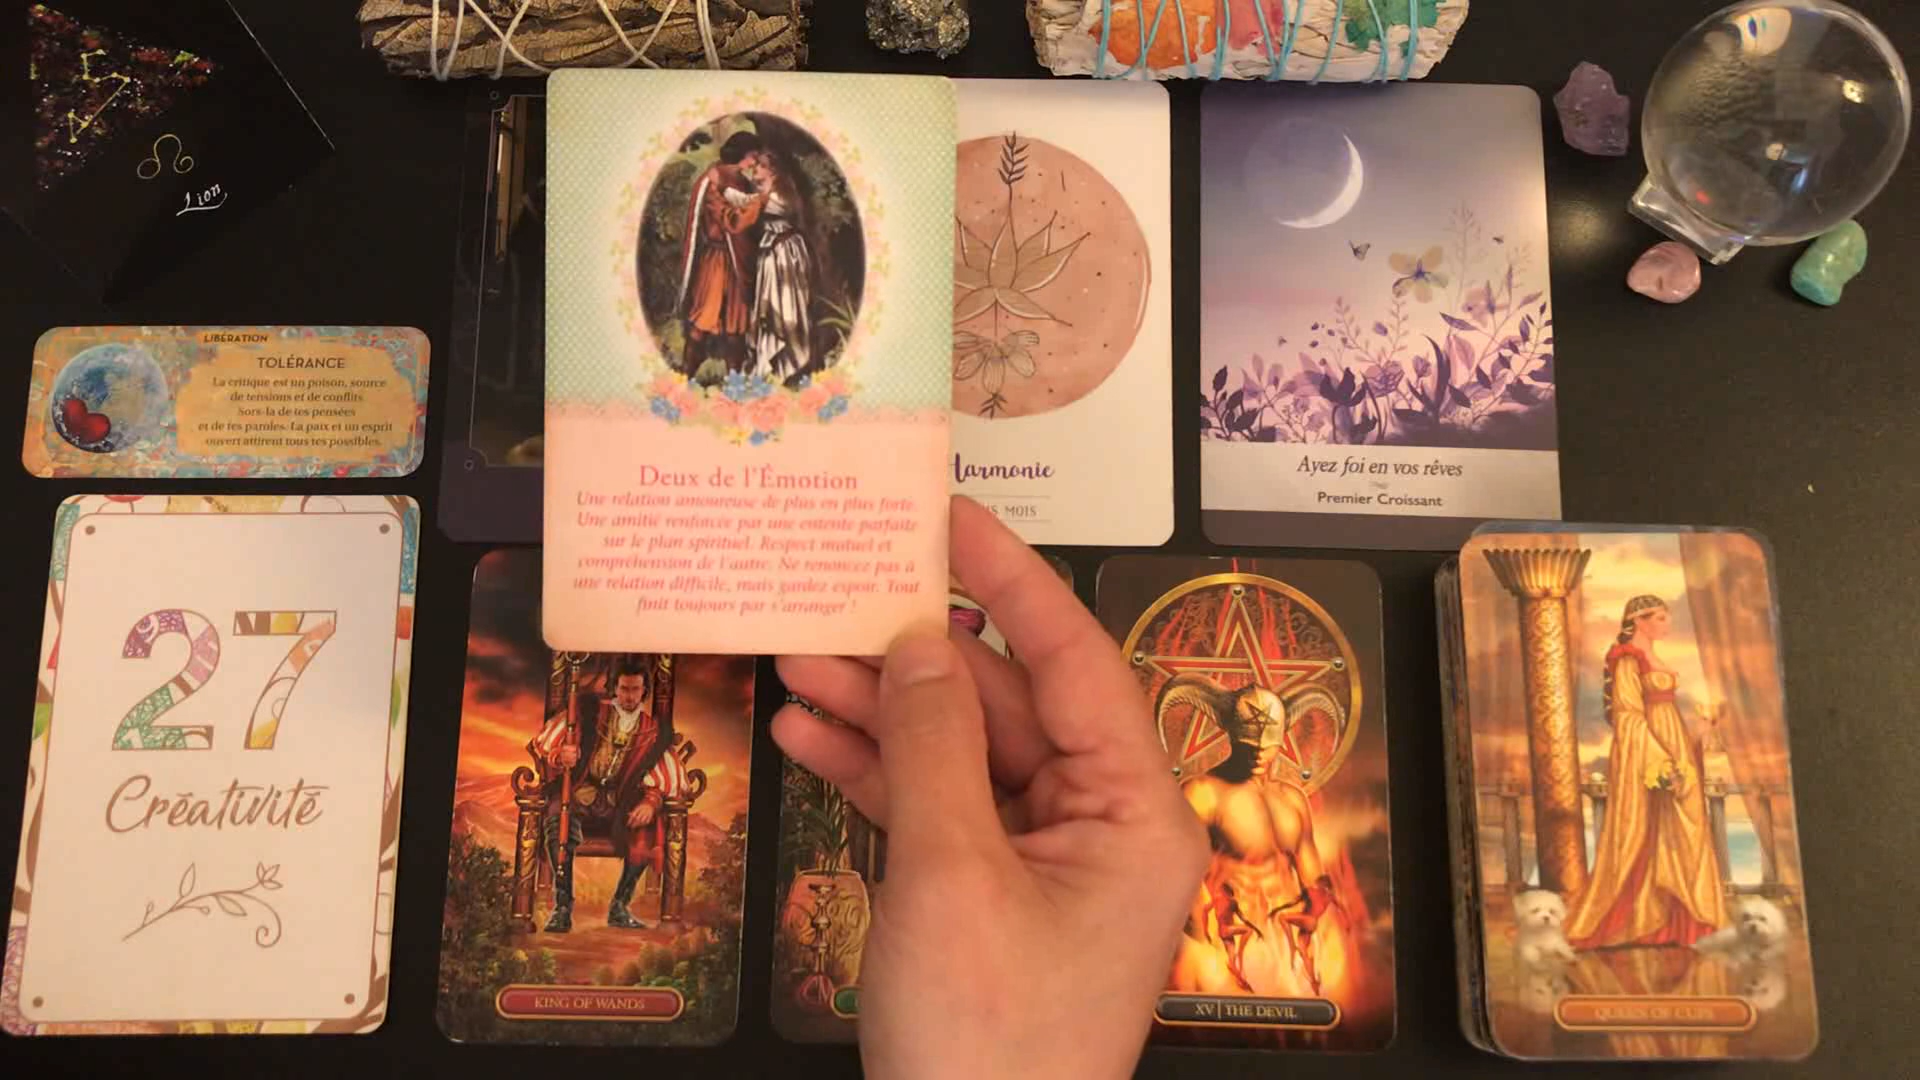 Lion
LIBÉRATION
TOLÉRANCE
La critique est un poison, source
de tensions et de conflits.
Sors-la de tes pensées
et de tes paroles. La paix et un esprit
ouvert attirent tous tes possibles.
27
Créativité
Deux de l'Émotion
Une relation amoureuse de plus en plus forte.
Une amitié renforcée par une entente parfaite
sur le plan spirituel. Respect mutuel et
compréhension de l'autre. Ne renoncez pas à
une relation difficile, mais gardez espoir. Tout
finit toujours par s'arranger !
Harmonie
MOIS
Ayez foi en vos rêves
Premier Croissant
KING OF WANDS
XV THE DEVIL
QUEEN OF CUPS